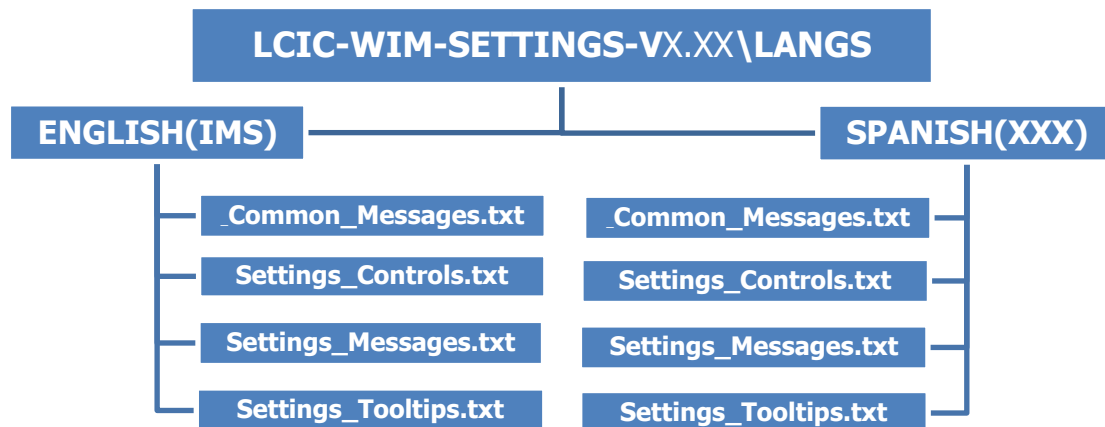 LCIC-WIM-SETTINGS-VX.XX\LANGS
ENGLISH(IMS)
SPANISH(XXX)
_Common_Messages.txt
Settings_Controls.txt
Settings_Messages.txt
Settings_Tooltips.txt
_Common_Messages.txt
Settings_Controls.txt
Settings_Messages.txt
Settings_Tooltips.txt